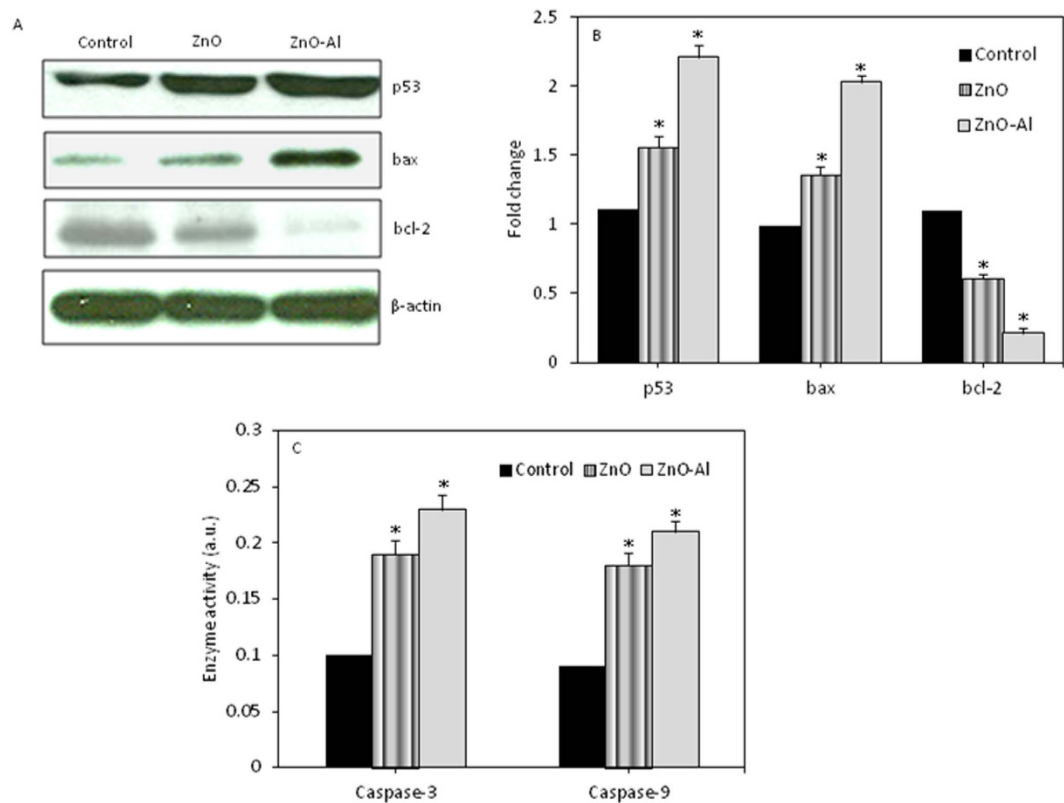 A
Control ZnO ZnO-Al
p53
bax
bcl-2
β-actin
B
Fold change
2.5
2
1.5
1
0.5
0
* * * * * *
Control
ZnO
ZnO-Al
p53 bax bcl-2
C
Enzyme activity (a.u.)
0.3
0.25
0.2
0.15
0.1
0.05
0
Control ZnO ZnO-Al
* * * *
Caspase-3 Caspase-9